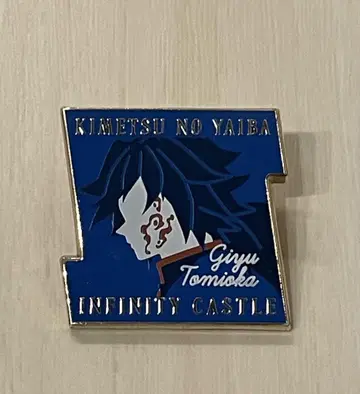 KIMETSU NO YAIBA
Giyu
Tomioka
INFINITY CASTLE